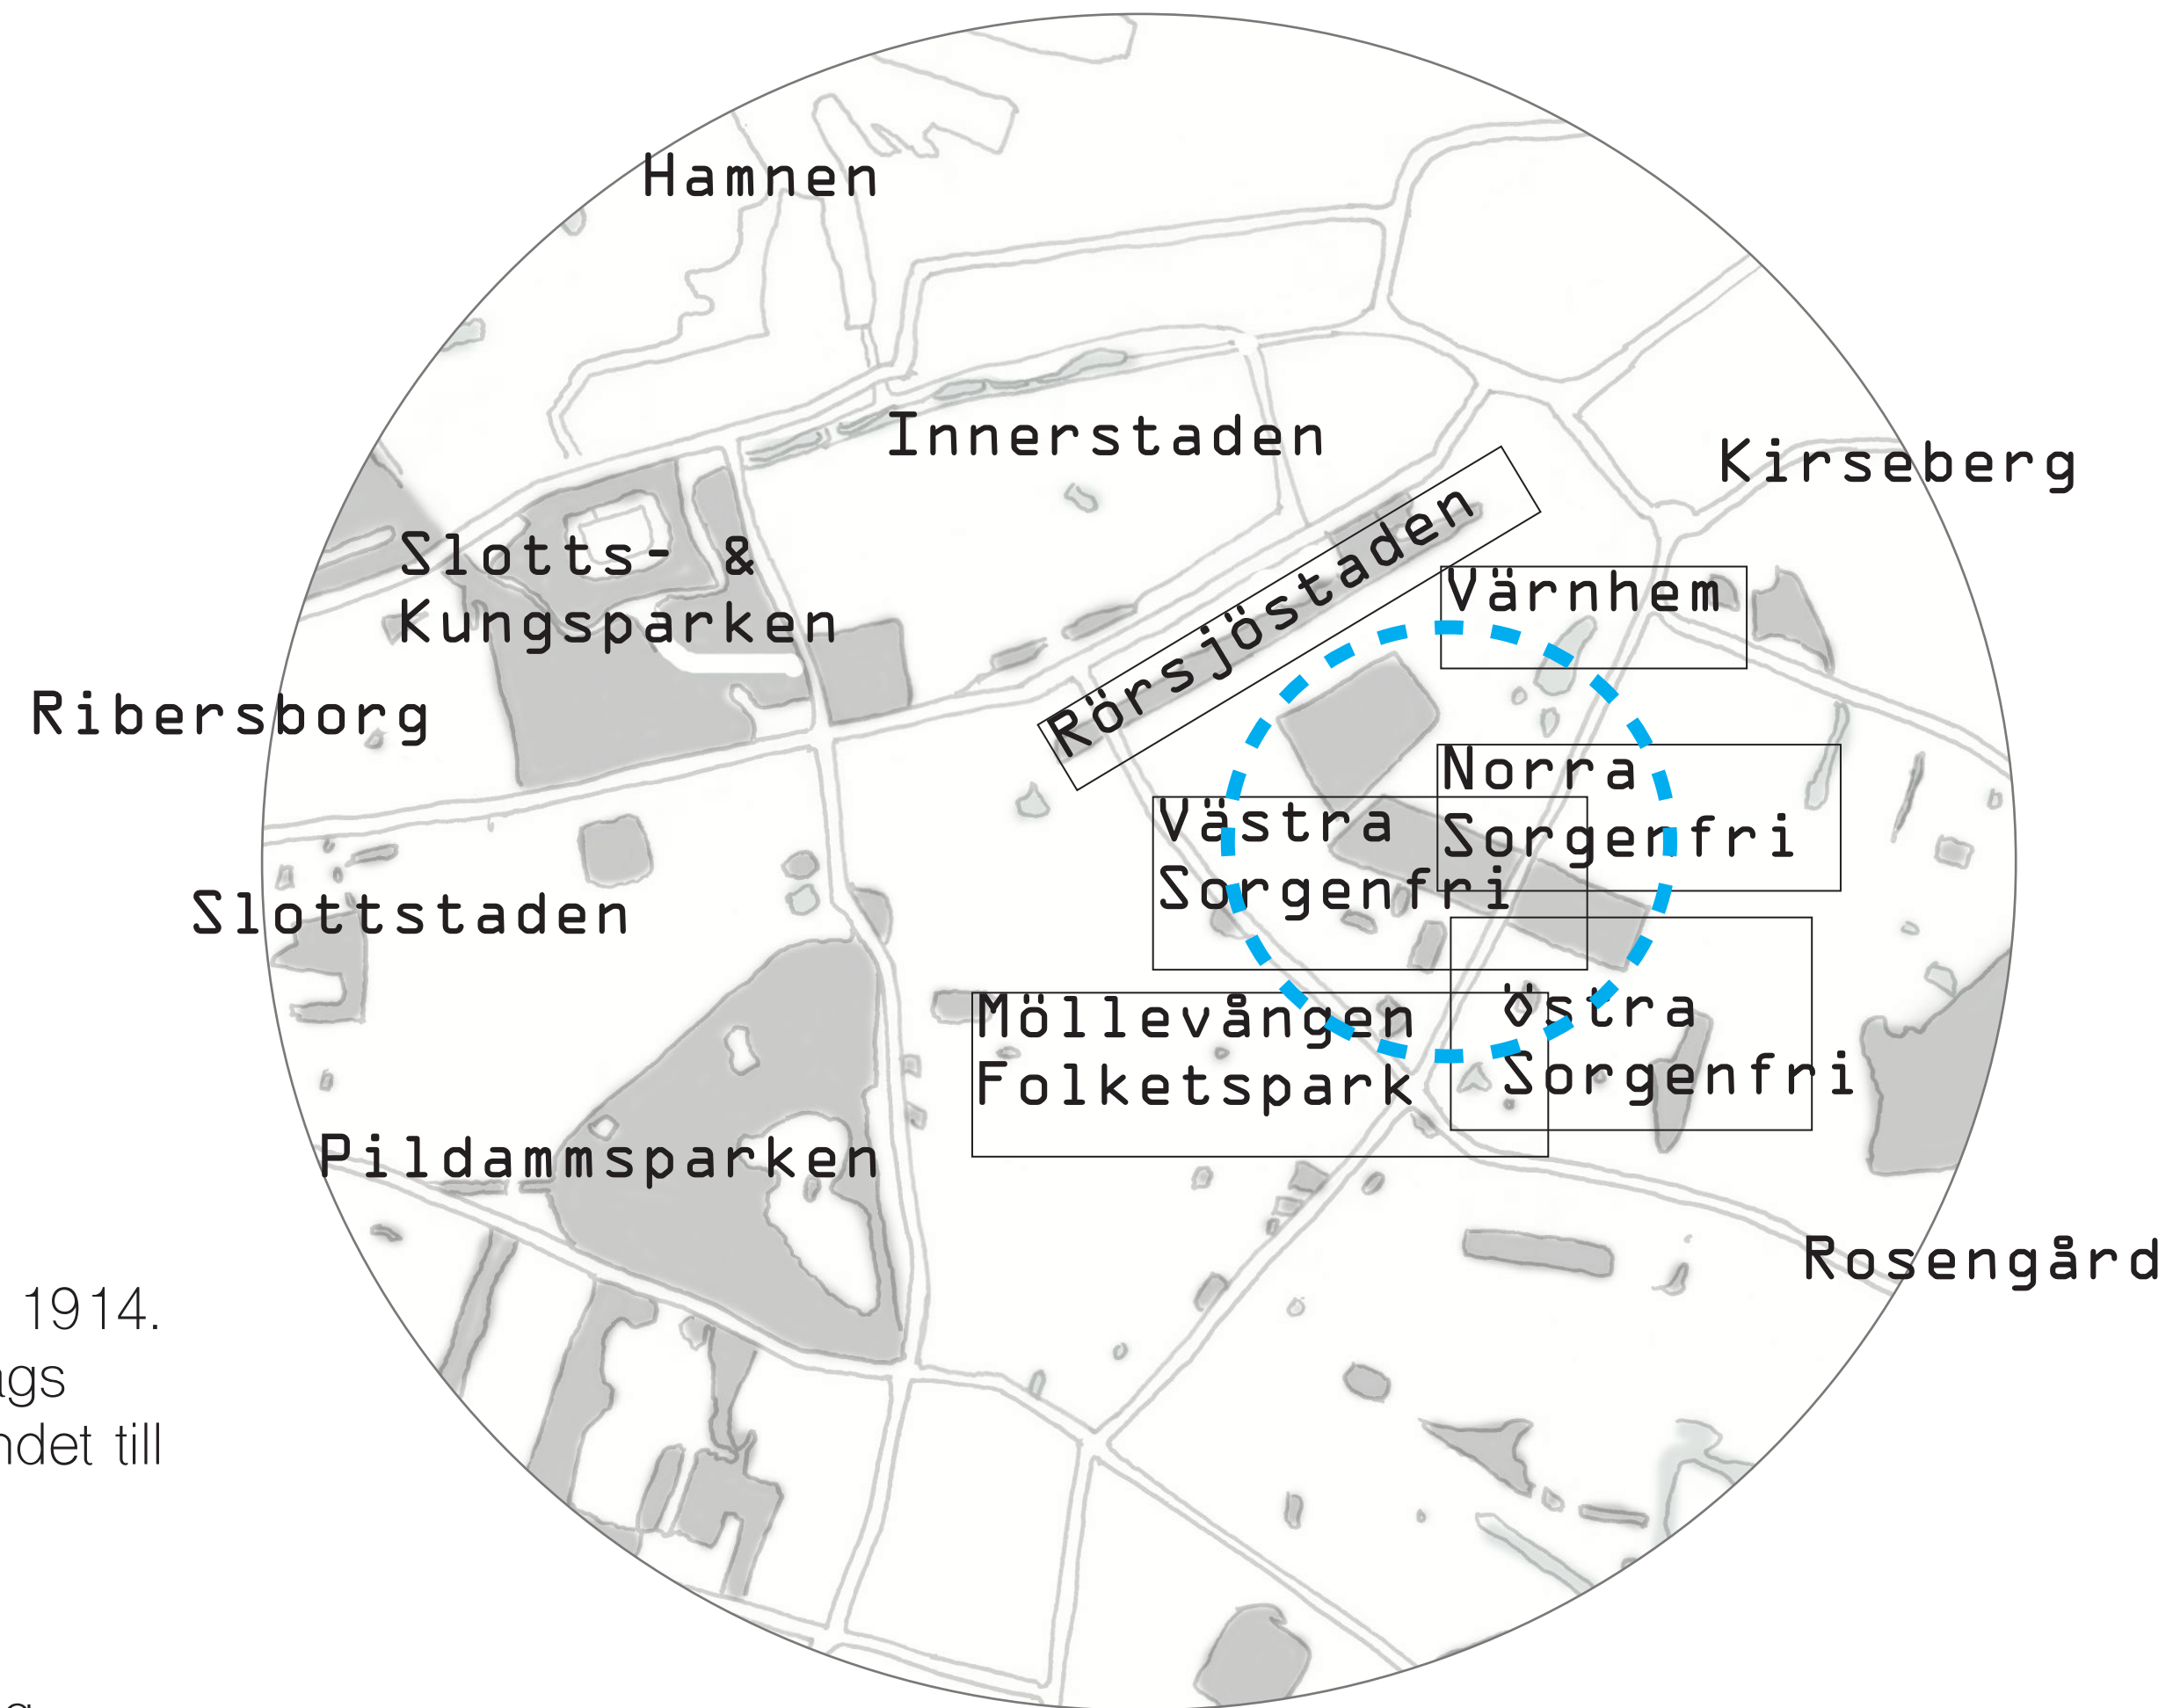 Hamnen
Innerstaden
Kirseberg
Slotts- &
Kungsparken
Rörsjöstaden
Värnhem
Ribersborg
Norra
Sorgenfri
Västra
Sorgenfri
Slottstaden
Möllevången
Folketspark
Östra
Sorgenfri
Pildammsparken
Rosengård
1914.
till